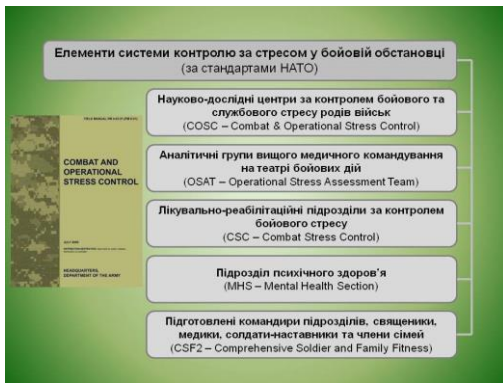 Елементи системи контролю за стресом у бойовій обстановці
(за стандартами НАТО)
Науково-дослідні центри за контролем бойового та
службового стресу родів військ
(COSC – Combat & Operational Stress Control)
COMBAT AND
OPERATIONAL
STRESS CONTROL
HEADQUARTERS,
DEPARTMENT OF THE ARMY
Аналітичні групи вищого медичного командування
на театрі бойових дій
(OSAT – Operational Stress Assessment Team)
Лікувально-реабілітаційні підрозділи за контролем
бойового стресу
(CSC – Combat Stress Control)
Підрозділ психічного здоров'я
(MHS – Mental Health Section)
Підготовлені командири підрозділів, священики,
медики, солдати-наставники та члени сімей
(CSF2 – Comprehensive Soldier and Family Fitness)